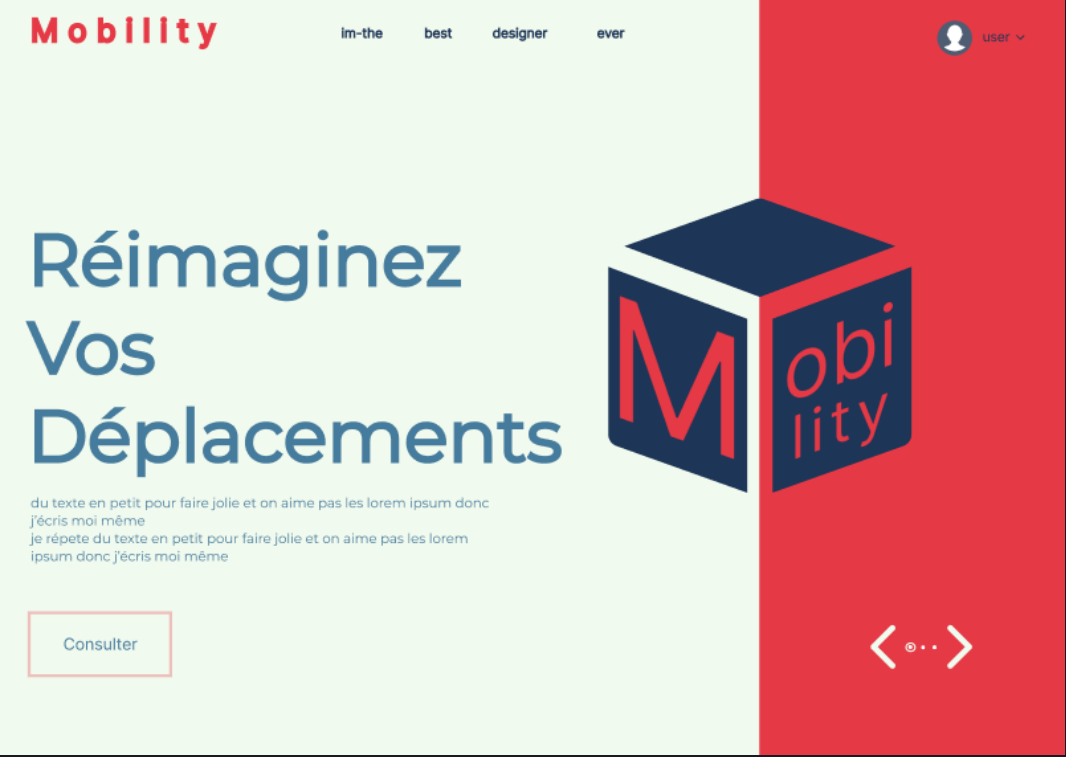 Mobility
im-the best designer ever
user
Réimaginez
Vos
Déplacements
M
obi
lity
du texte en petit pour faire jolie et on aime pas les lorem ipsum donc
j'écris moi même
je répete du texte en petit pour faire jolie et on aime pas les lorem
ipsum donc j'écris moi même
Consulter